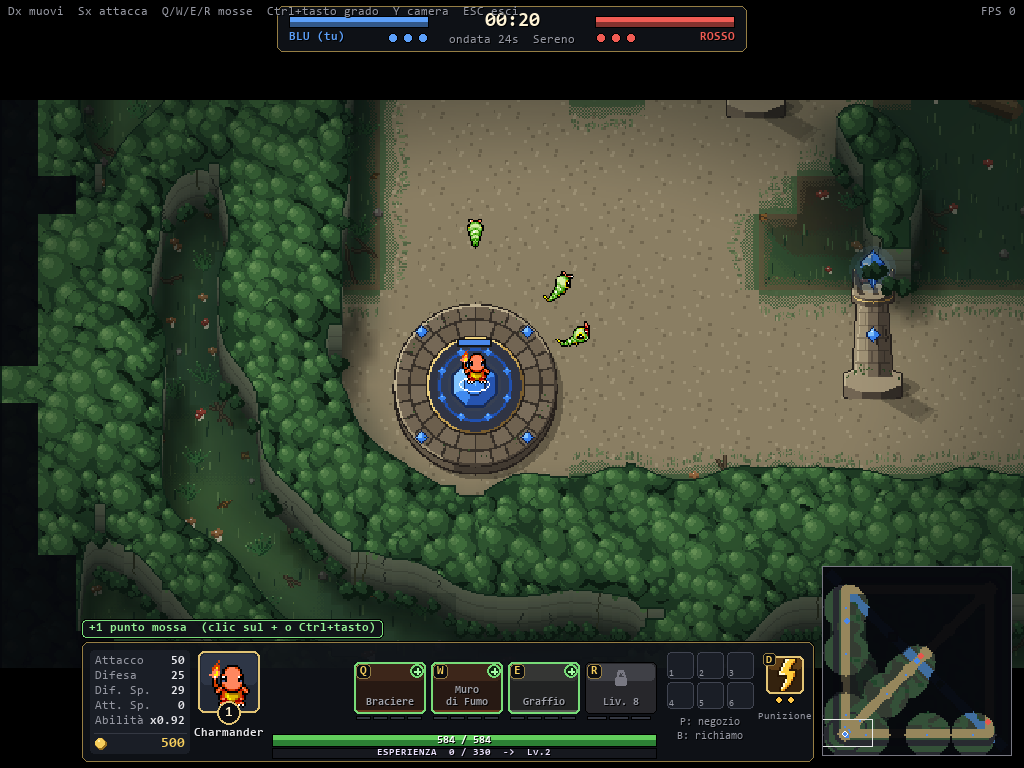 Dx muovi  Sx attacca  Q/W/E/R mosse  Ctrl+tasto grado  Y camera  ESC esci
FPS 0
00:20
BLU (tu)
ondata 24s  Sereno
ROSSO
+1 punto mossa  (clic sul + o Ctrl+tasto)
Attacco 50
Difesa 25
Dif. Sp. 29
Att. Sp. 0
Abilità x0.92
500
1
Charmander
Q
Braciere
W
Muro
di Fumo
E
Graffio
R
Liv. 8
1 2 3
4 5 6
P: negozio
B: richiamo
D
Punizione
584 / 584
ESPERIENZA  0 / 330  ->  Lv.2